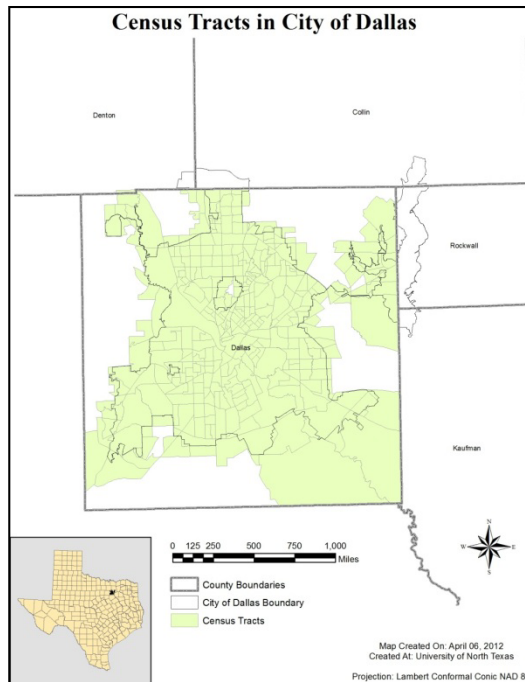 Census Tracts in City of Dallas
Denton
Collin
Rockwall
Dallas
Kaufman
N
W E
S
0 125 250 500 750 1,000
Miles
County Boundaries
City of Dallas Boundary
Census Tracts
Map Created On: April 06, 2012
Created At: University of North Texas
Projection: Lambert Conformal Conic NAD 8